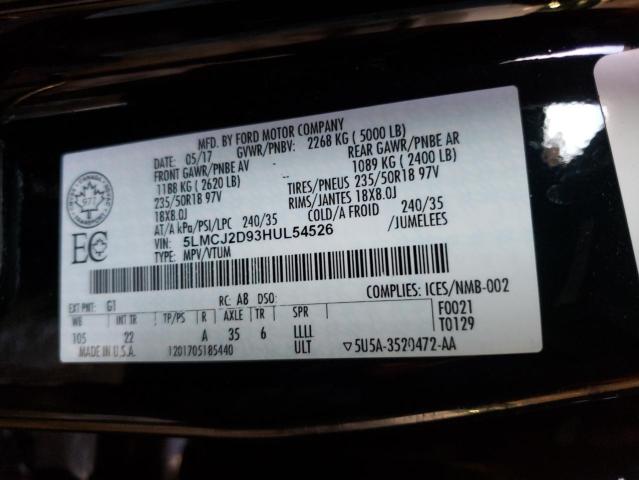 MFD. BY FORD MOTOR COMPANY
05/17 GVWR/PNBV: 2268 KG ( 5000 LB)
FRONT GAWR/PNBE AV REAR GAWR/PNBE AR
1188 KG ( 2620 LB) 1089 KG ( 2400 LB)
235/50R18 97V TIRES/PNEUS 235/50R18 97V
18X8.0J RIMS/JANTES 18X8.0J
AT/A kPa/PSI/LPC 240/35 COLD/A FROID 240/35
VIN: 5LMCJ2D93HUL54526 /JUMELEES
TYPE: MPV/VTUM
977
EC
COMPLIES: ICES/NMB-002
EXT PNT: G1 RC: AB DSO: F0021
WB INT TR TP/PS R AXLE TR SPR T0129
105 22 A 35 6 LLLL
MADE IN U.S.A. 1201705185440 ULT ▽5U5A-3520472-AA